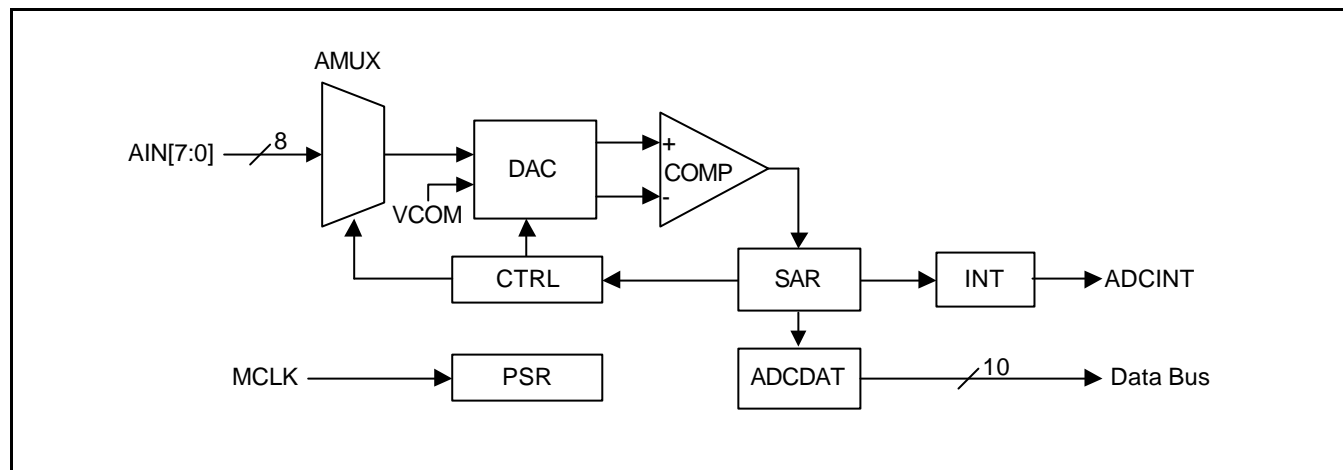 AMUX
AIN[7:0]
8
DAC
VCOM
+
COMP
-
CTRL
SAR
INT
ADCINT
MCLK
PSR
ADCDAT
10
Data Bus